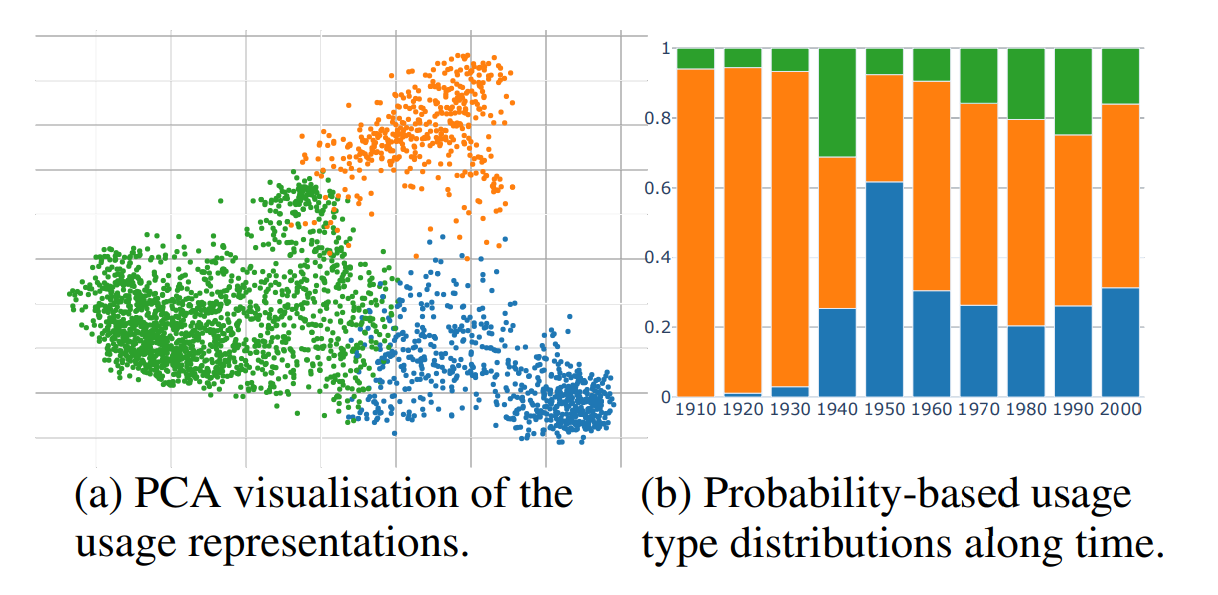 1
0.8
0.6
0.4
0.2
0
1910 1920 1930 1940 1950 1960 1970 1980 1990 2000
(a) PCA visualisation of the
usage representations.
(b) Probability-based usage
type distributions along time.